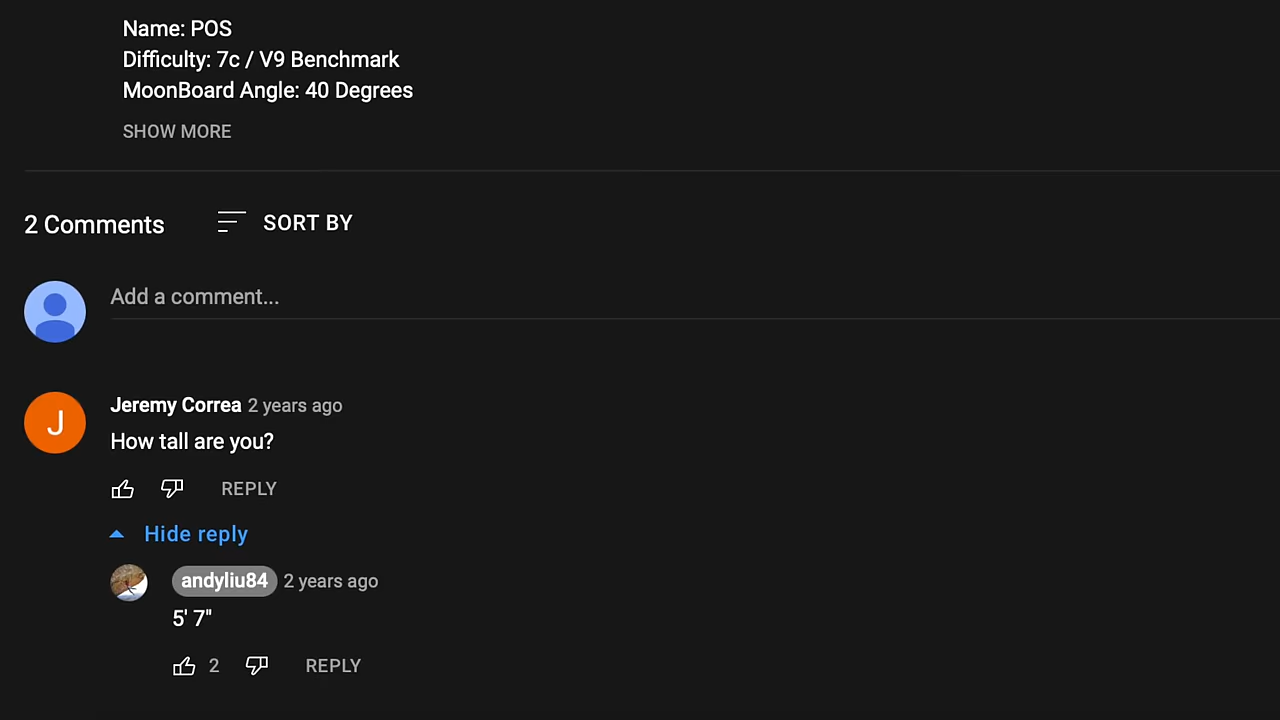 Name: POS
Difficulty: 7c / V9 Benchmark
MoonBoard Angle: 40 Degrees
SHOW MORE
2 Comments SORT BY
Add a comment...
J
Jeremy Correa 2 years ago
How tall are you?
REPLY
Hide reply
andyliu84 2 years ago
5' 7"
2 REPLY